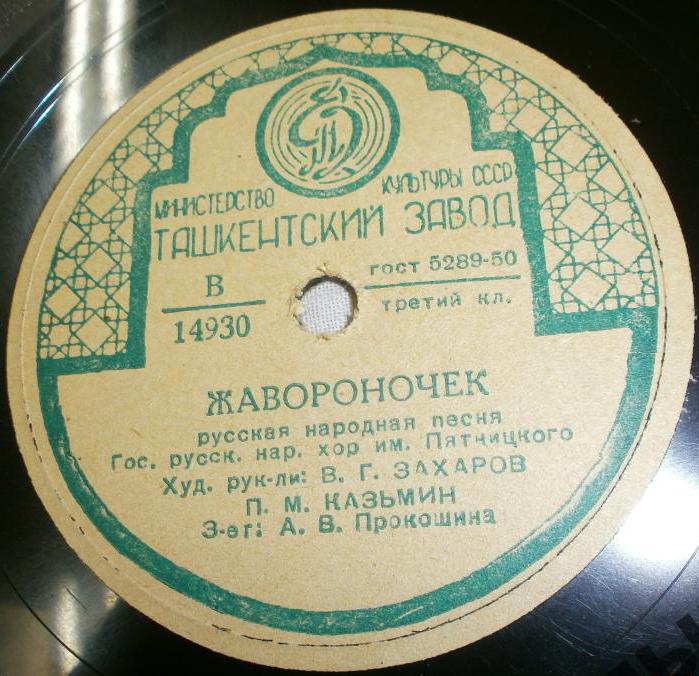 МИНИСТЕРСТВО КУЛЬТУРЫ СССР
ТАШКЕНТСКИЙ ЗАВОД
В
14930
ГОСТ 5289-50
третий кл.
ЖАВОРОНОЧЕК
русская народная песня
Гос. русск. нар. хор им. Пятницкого
Худ. рук-ли: В. Г. ЗАХАРОВ
П. М. КАЗЬМИН
З-ег: А. В. Прокошина